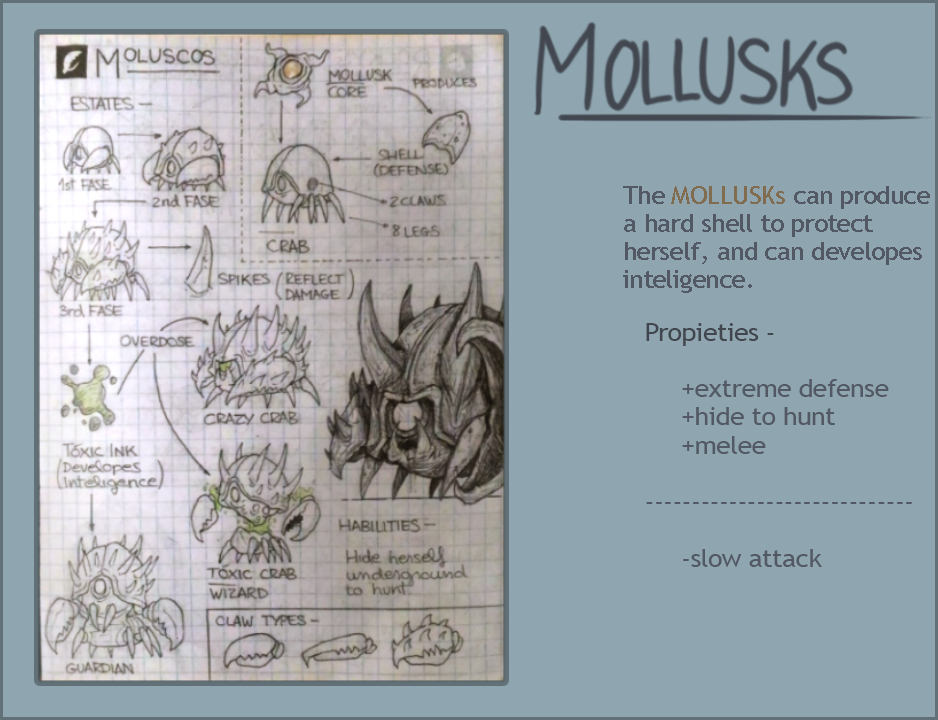 MOLUSCOS
ESTATES -
1st FASE
2nd FASE
3rd FASE
MOLLUSK
CORE
PRODUCES
SHELL
(DEFENSE)
2 CLAWS
8 LEGS
CRAB
SPIKES (REFLECT
DAMAGE)
OVERDOSE
CRAZY CRAB
TÓXIC INK
(Developes
Inteligence)
TOXIC CRAB
WIZARD
GUARDIAN
HABILITIES -
Hide herself
underground
to hunt.
CLAW TYPES -
MOLLUSKS
The MOLLUSKs can produce
a hard shell to protect
herself, and can developes
inteligence.
Propieties -
+extreme defense
+hide to hunt
+melee
-----------------------------
-slow attack